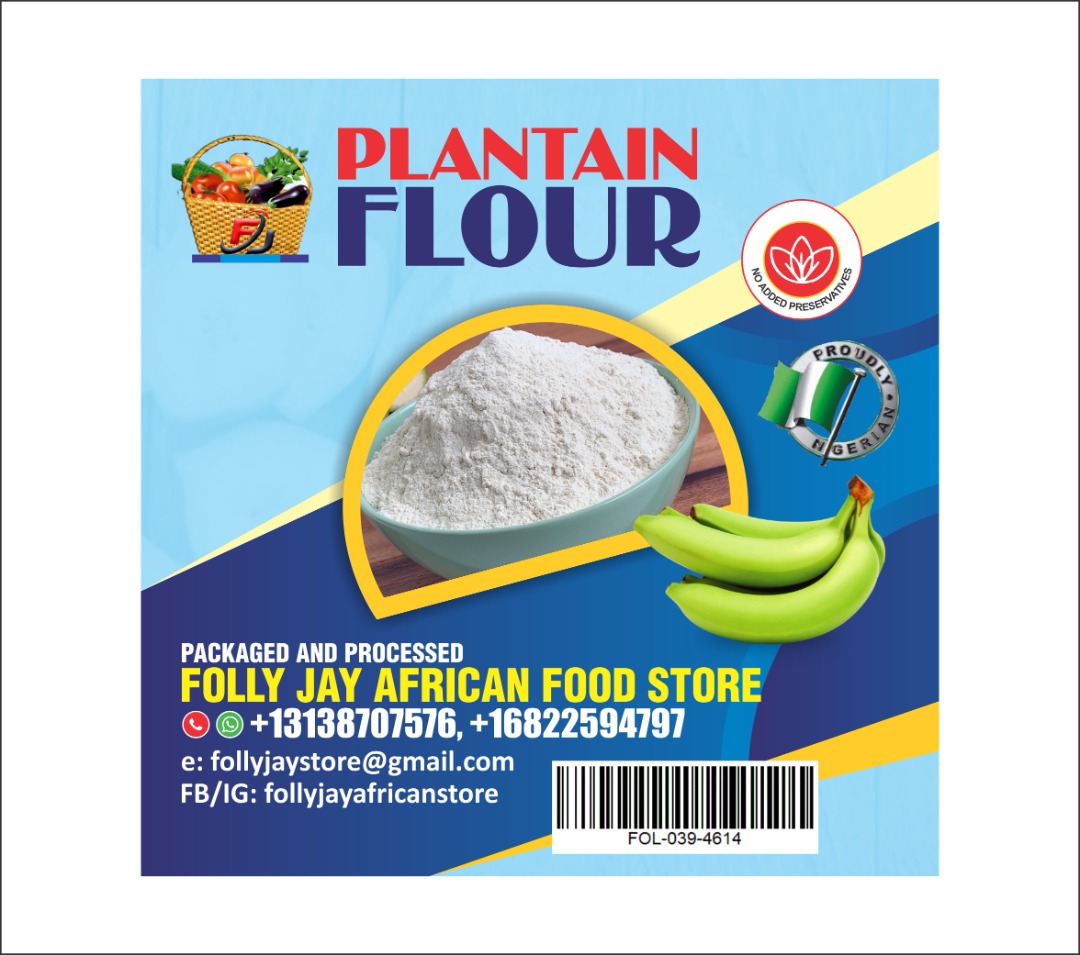 PLANTAIN
FLOUR
FJ
NO ADDED PRESERVATIVES
PROUDLY
NIGERIAN
PACKAGED AND PROCESSED
FOLLY JAY AFRICAN FOOD STORE
+13138707576, +16822594797
e: follyjaystore@gmail.com
FB/IG: follyjayafricanstore
FOL-039-4614